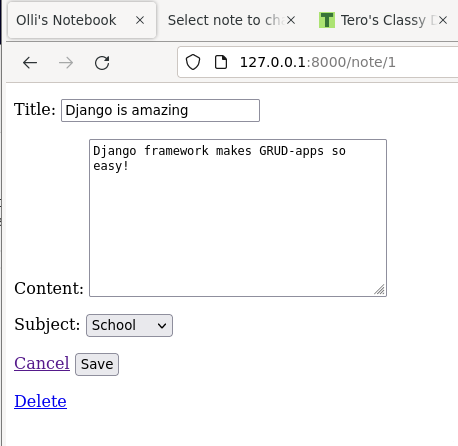 Olli's Notebook
Select note to ch
Tero's Classy D
127.0.0.1:8000/note/1
Title: Django is amazing
Django framework makes GRUD-apps so
easy!
Content:
Subject: School
Cancel Save
Delete